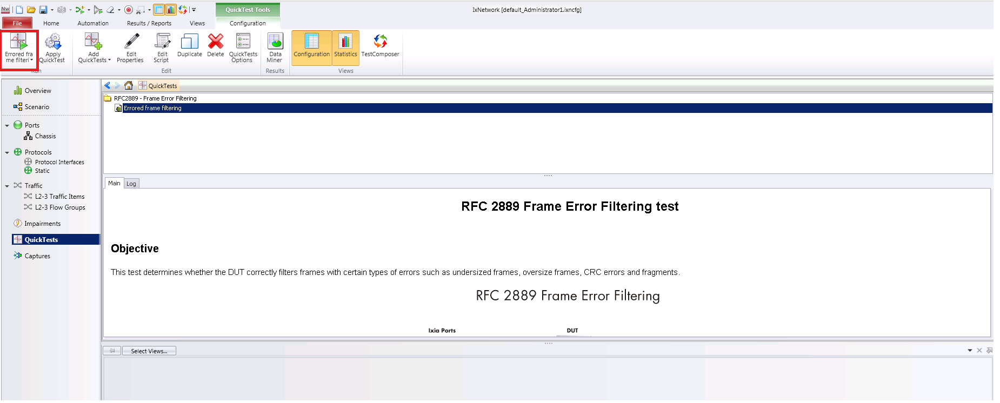 Nw
IxNetwork [default_Administrator1.ixncfg]
QuickTest Tools
File Home Automation Results / Reports Views Configuration
Errored fra
me filteri
Apply
QuickTest
Run
Add
QuickTests
Edit
Properties
Edit
Script
Duplicate
Delete
QuickTests
Options
Edit
Data
Miner
Results
Configuration
Statistics
TestComposer
Views
Overview
Scenario
Ports
Chassis
Protocols
Protocol Interfaces
Static
Traffic
L2-3 Traffic Items
L2-3 Flow Groups
Impairments
QuickTests
Captures
QuickTests
RFC2889 - Frame Error Filtering
Errored frame filtering
Main Log
RFC 2889 Frame Error Filtering test
Objective
This test determines whether the DUT correctly filters frames with certain types of errors such as undersized frames, oversize frames, CRC errors and fragments.
RFC 2889 Frame Error Filtering
Ixia Ports DUT
Select Views...